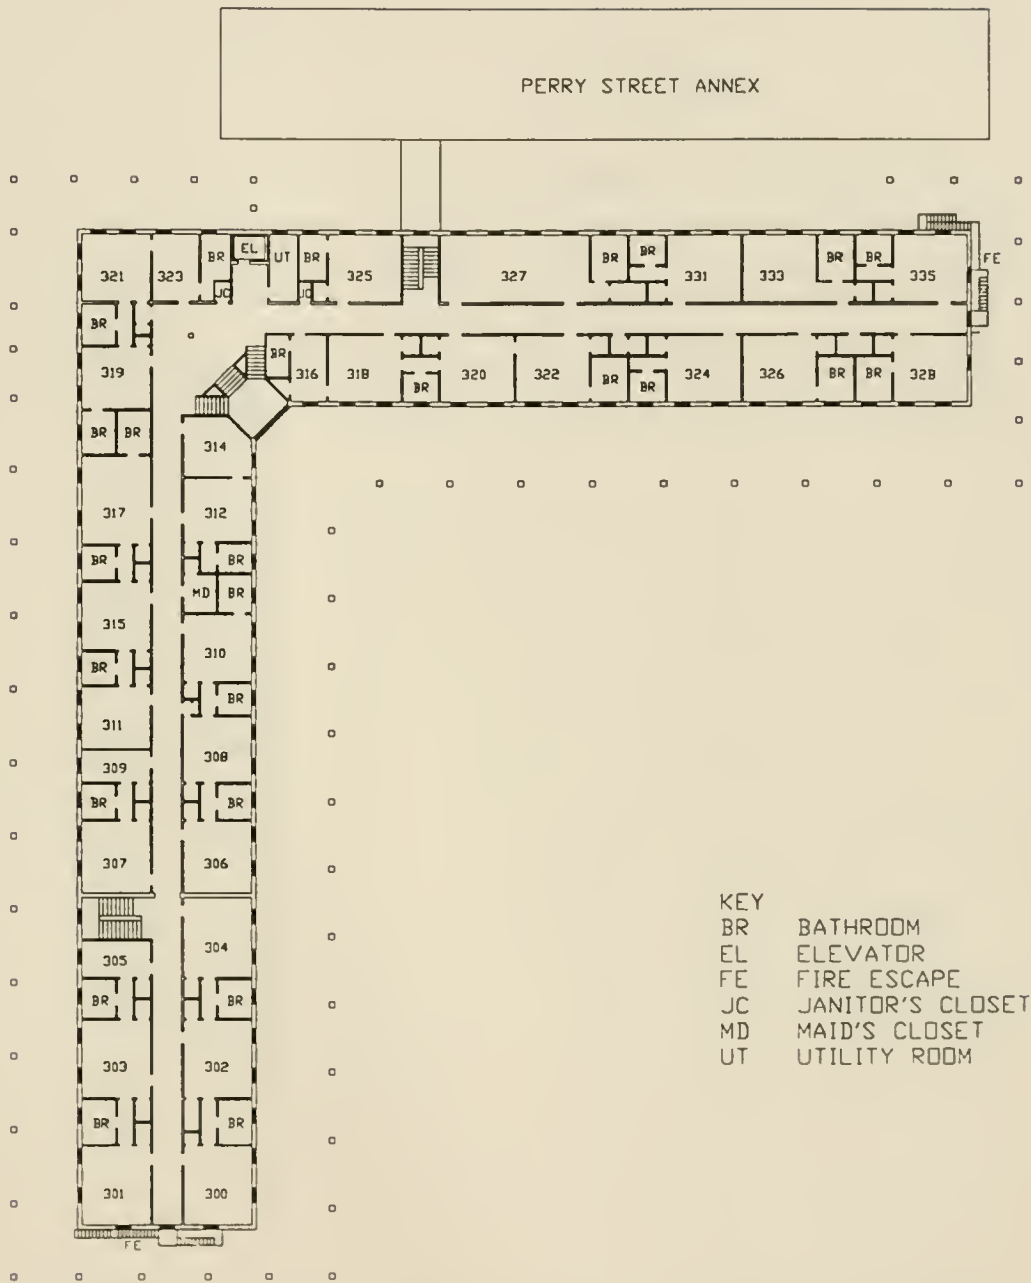 PERRY STREET ANNEX
EL
BR UT BR BR BR BR FE
321 323 325 327 331 333 335
JC JC
BR
BR
319 316 318 320 322 324 326 328
BR BR BR BR BR
BR BR
314
317 312
BR BR
MD BR
315 310
BR
BR
311
308
309
BR BR
307 306
304
305
BR BR
303 302
BR BR
301 300
FE
KEY
BR BATHROOM
EL ELEVATOR
FE FIRE ESCAPE
JC JANITOR'S CLOSET
MD MAID'S CLOSET
UT UTILITY ROOM